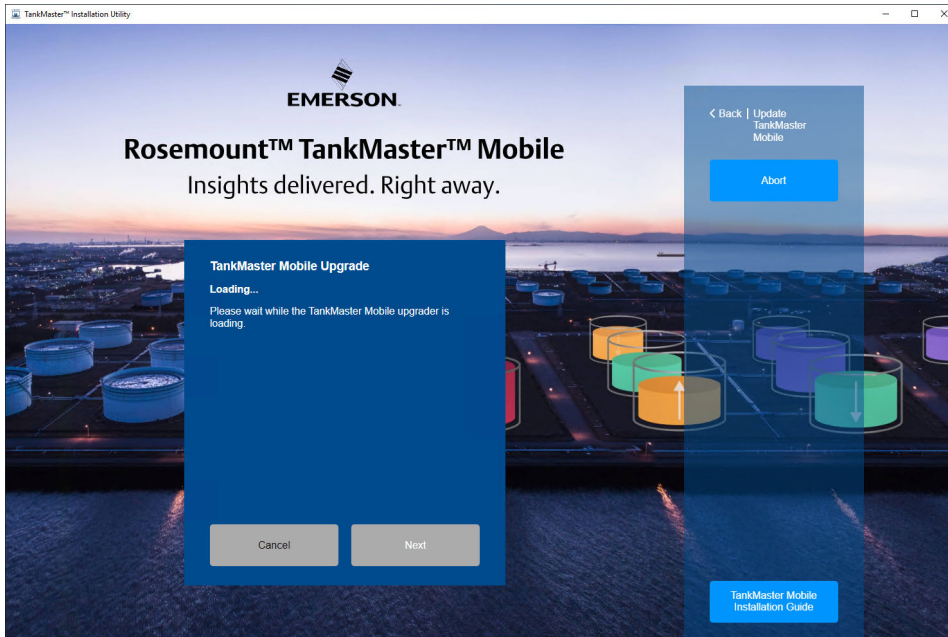 TankMaster™ Installation Utility
EMERSON.
Rosemount™ TankMaster™ Mobile
Insights delivered. Right away.
Back | Update
TankMaster
Mobile
Abort
TankMaster Mobile Upgrade
Loading...
Please wait while the TankMaster Mobile upgrader is
loading.
Cancel
Next
TankMaster Mobile
Installation Guide